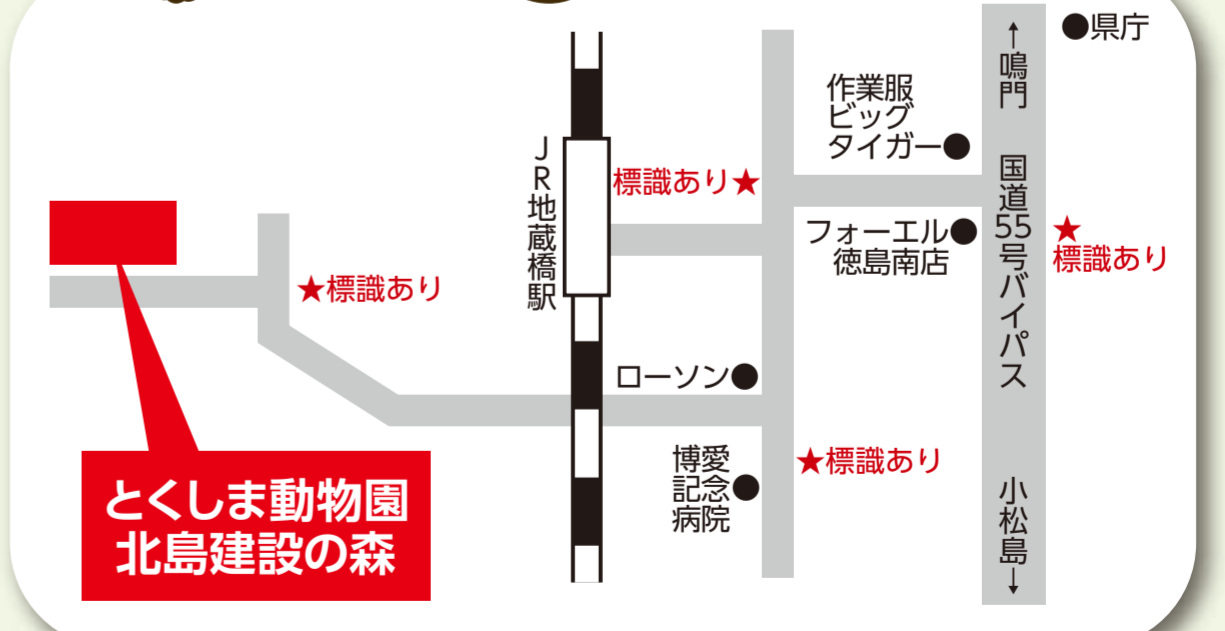 ●県庁
↑鳴門 国道55号バイパス 小松島↓
作業服
ビッグ
タイガー●
標識あり★
JR地蔵橋駅
フォーエル●
徳島南店
★
標識あり
★標識あり
ローソン●
博愛
記念●
病院
★標識あり
とくしま動物園
北島建設の森